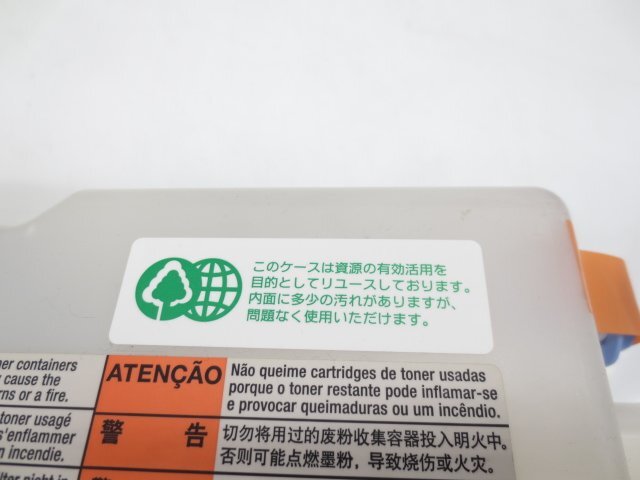 このケースは資源の有効活用を
目的としてリユースしております。
内面に多少の汚れがありますが、
問題なく使用いただけます。
containers
cause the
or a fire.
toner usagé
s'enflammer
incendie.
ATENÇÃO
Não queime cartridges de toner usadas
porque o toner restante pode inflamar-se
e provocar queimaduras ou um incêndio.
警 告
切勿将用过的废粉收集容器投入明火中。
否则可能点燃墨粉，导致烧伤或火灾。